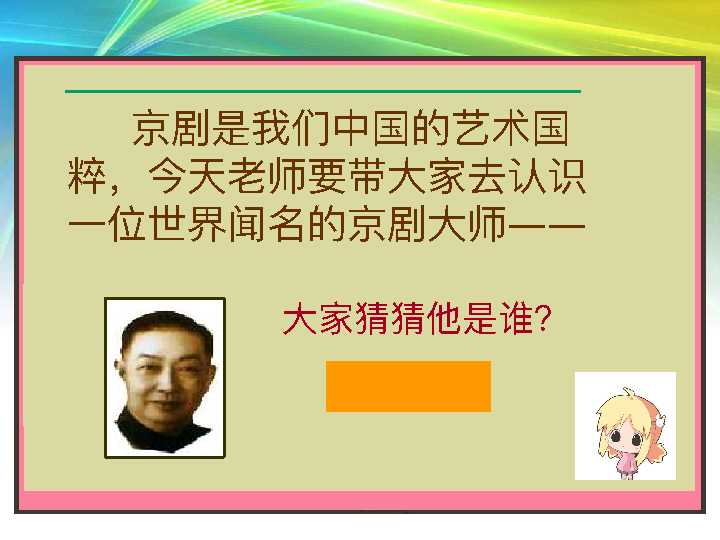 京剧是我们中国的艺术国
粹，今天老师要带大家去认识
一位世界闻名的京剧大师——
大家猜猜他是谁？